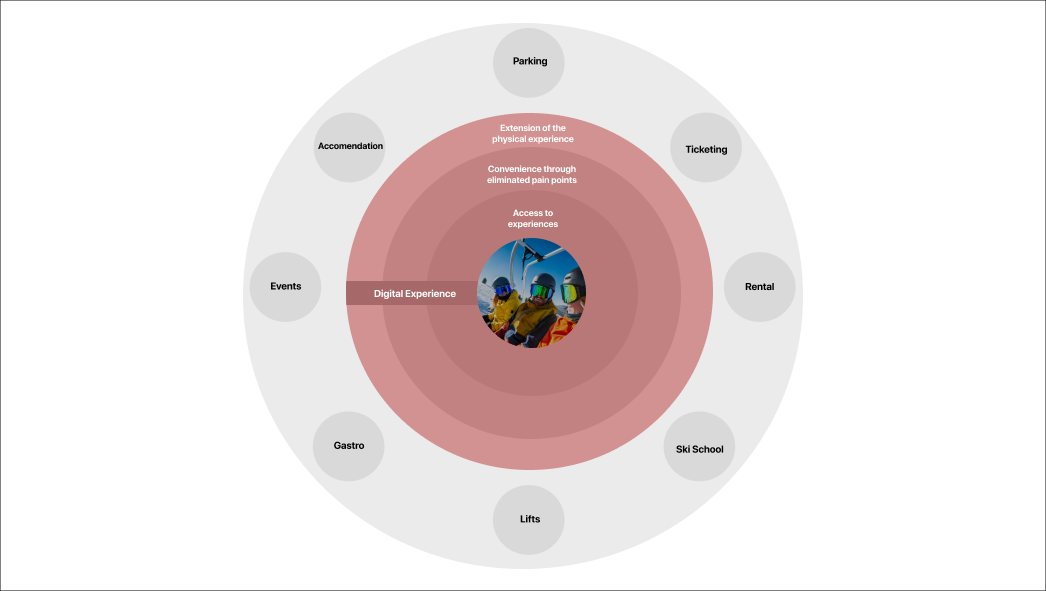 Parking
Accomendation
Extension of the
physical experience
Ticketing
Convenience through
eliminated pain points
Access to
experiences
Events
Digital Experience
Rental
Gastro
Ski School
Lifts